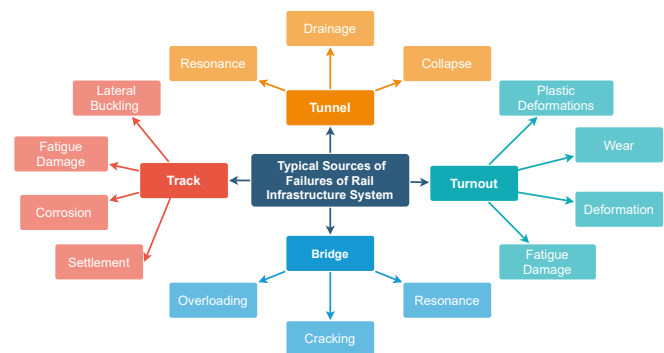 Drainage
Resonance
Collapse
Tunnel
Lateral
Buckling
Fatigue
Damage
Corrosion
Settlement
Track
Typical Sources of
Failures of Rail
Infrastructure System
Turnout
Plastic
Deformations
Wear
Deformation
Fatigue
Damage
Bridge
Overloading
Cracking
Resonance